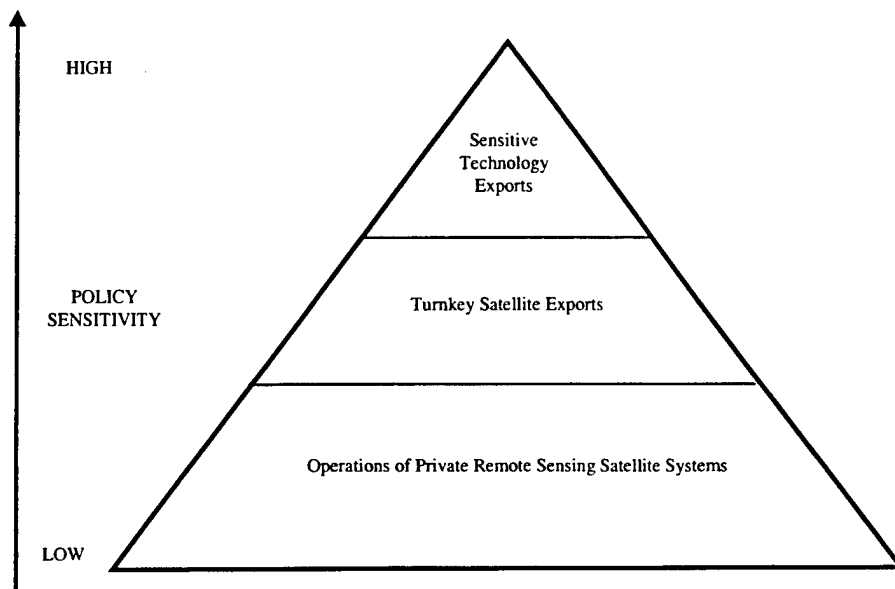 HIGH
Sensitive
Technology
Exports
POLICY
SENSITIVITY
Turnkey Satellite Exports
Operations of Private Remote Sensing Satellite Systems
LOW